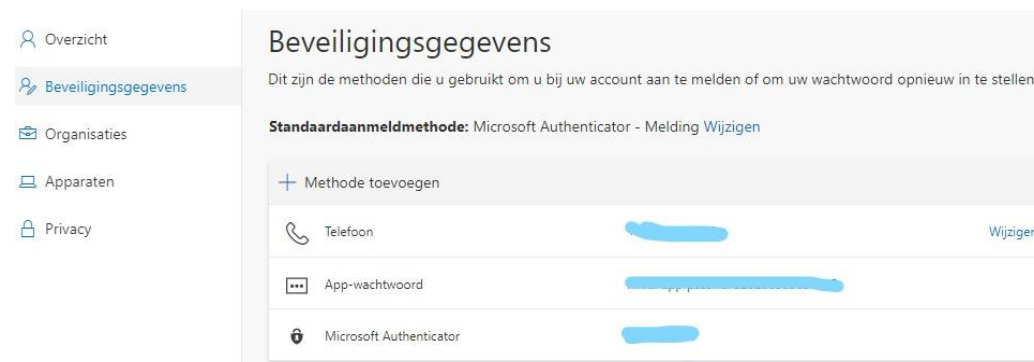 Overzicht
Beveiligingsgegevens
Organisaties
Apparaten
Privacy
Beveiligingsgegevens
Dit zijn de methoden die u gebruikt om u bij uw account aan te melden of om uw wachtwoord opnieuw in te stellen
Standaardaanmeldmethode: Microsoft Authenticator - Melding Wijzigen
Methode toevoegen
Telefoon Wijzigen
App-wachtwoord
Microsoft Authenticator